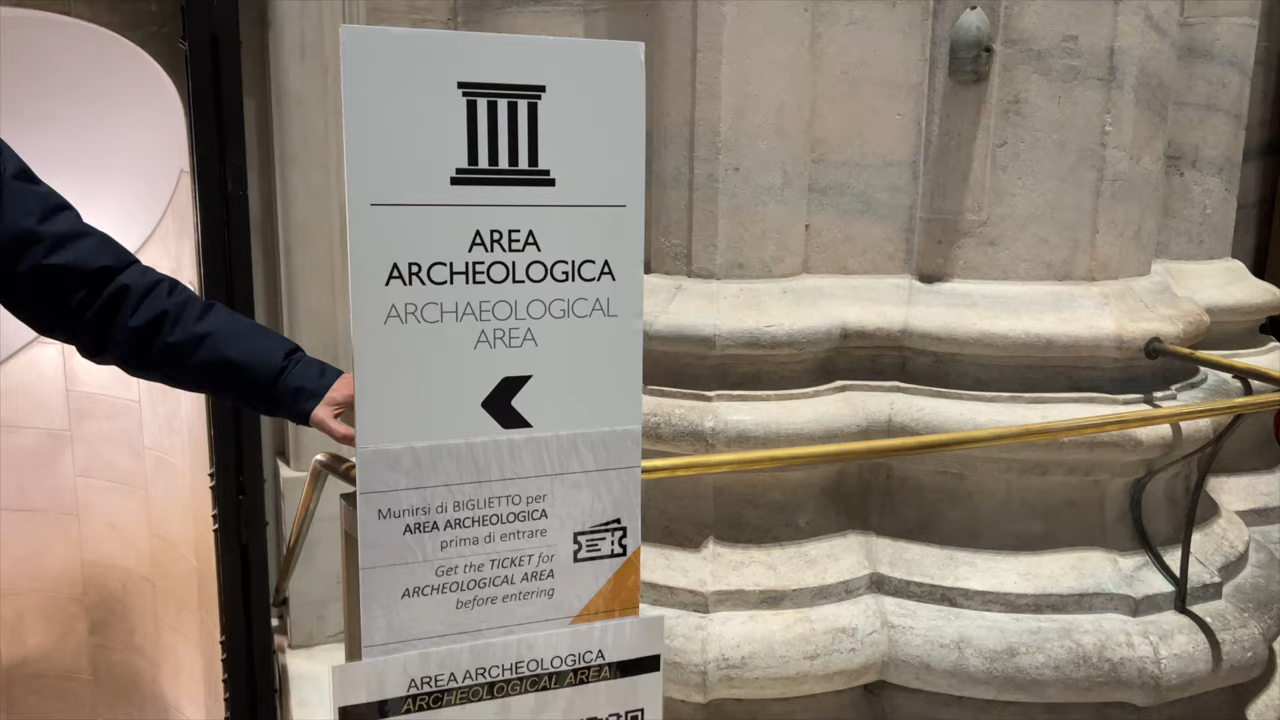 AREA
ARCHEOLOGICA
ARCHAEOLOGICAL
AREA
Munirsi di BIGLIETTO per
AREA ARCHEOLOGICA
prima di entrare
Get the TICKET for
ARCHEOLOGICAL AREA
before entering
AREA ARCHEOLOGICA
ARCHEOLOGICAL AREA